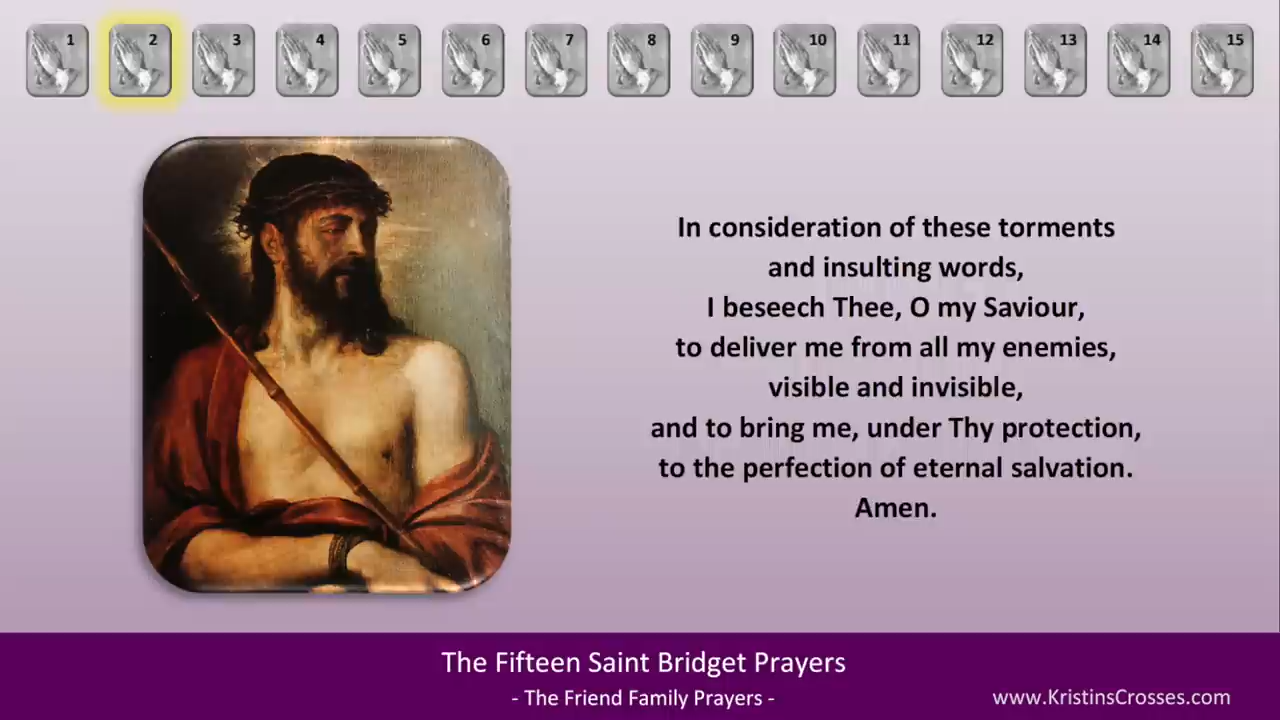 1 2 3 4 5 6 7 8 9 10 11 12 13 14 15
In consideration of these torments
and insulting words,
I beseech Thee, O my Saviour,
to deliver me from all my enemies,
visible and invisible,
and to bring me, under Thy protection,
to the perfection of eternal salvation.
Amen.
The Fifteen Saint Bridget Prayers
- The Friend Family Prayers -
www.KristinsCrosses.com